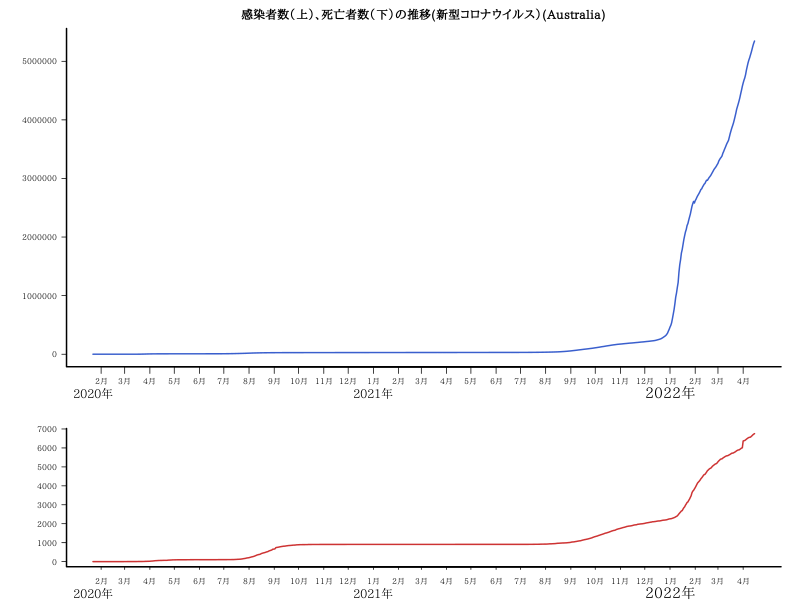 感染者数（上）、死亡者数（下）の推移(新型コロナウイルス）(Australia)
5000000
4000000
3000000
2000000
1000000
0
2月 3月 4月 5月 6月 7月 8月 9月 10月 11月 12月 1月 2月 3月 4月 5月 6月 7月 8月 9月 10月 11月 12月 1月 2月 3月 4月
2020年 2021年 2022年
7000
6000
5000
4000
3000
2000
1000
0
2月 3月 4月 5月 6月 7月 8月 9月 10月 11月 12月 1月 2月 3月 4月 5月 6月 7月 8月 9月 10月 11月 12月 1月 2月 3月 4月
2020年 2021年 2022年